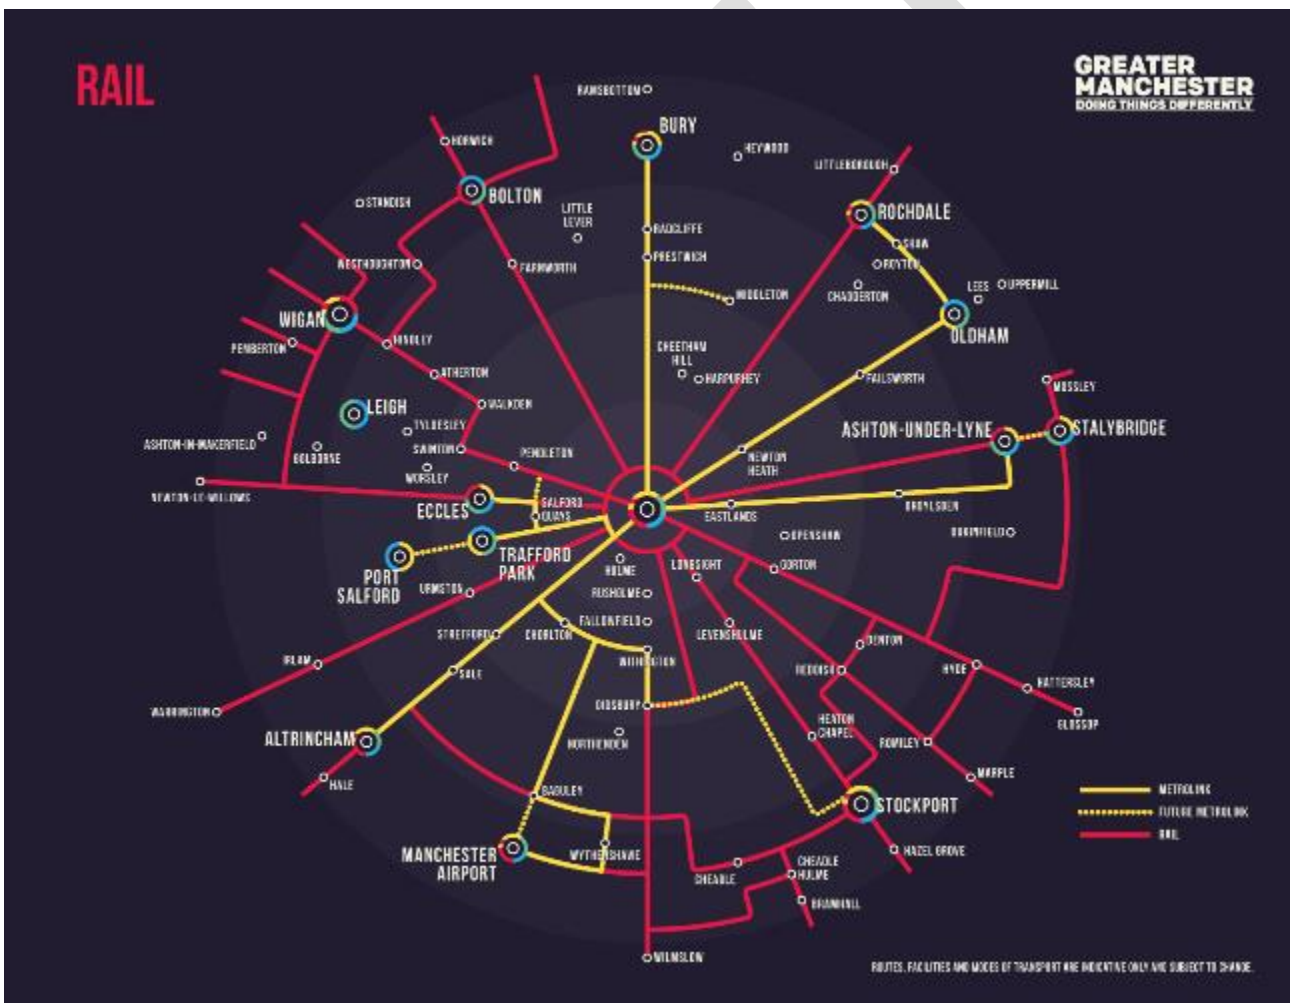 RAIL
GREATER
MANCHESTER
DOING THINGS DIFFERENTLY
RAMSBOTTOM
BURY
HEYWOOD
HORWICH
LITTLEBOROUGH
BOLTON
STANDISH
LITTLE
LEVER
ROCHDALE
RADCLIFFE
SHAW
PRESTWICH
WESTHOUGHTON
FARNWORTH
ROYTON
LEES
UPPERMILL
MIDDLETON
CHADDERTON
WIGAN
OLDHAM
PEMBERTON
HINDLEY
CHEETHAM
HILL
HARPURHEY
ATHERTON
FAILSWORTH
MOSSLEY
LEIGH
WALKDEN
TYLDESLEY
ASHTON-UNDER-LYNE
STALYBRIDGE
ASHTON-IN-MAKERFIELD
GOLBORNE
SWINTON
PENDLETON
NEWTON
HEATH
WORSLEY
NEWTON-LE-WILLOWS
ECCLES
SALFORD
QUAYS
EASTLANDS
DROYLSDEN
OPENSHAW
DUKINFIELD
TRAFFORD
PARK
HULME
LONGSIGHT
GORTON
PORT
SALFORD
URMSTON
RUSHOLME
STRETFORD
CHORLTON
FALLOWFIELD
LEVENSHULME
DENTON
IRLAM
SALE
WITHINGTON
REDDISH
HYDE
HATTERSLEY
WARRINGTON
DIDSBURY
GLOSSOP
ALTRINCHAM
NORTHENDEN
HEATON
CHAPEL
ROMILEY
HALE
MARPLE
BAGULEY
STOCKPORT
METROLINK
FUTURE METROLINK
RAIL
MANCHESTER
AIRPORT
WYTHENSHAWE
HAZEL GROVE
CHEADLE
CHEADLE
HULME
BRAMHALL
WILMSLOW
ROUTES, FACILITIES AND MODES OF TRANSPORT ARE INDICATIVE ONLY AND SUBJECT TO CHANGE.